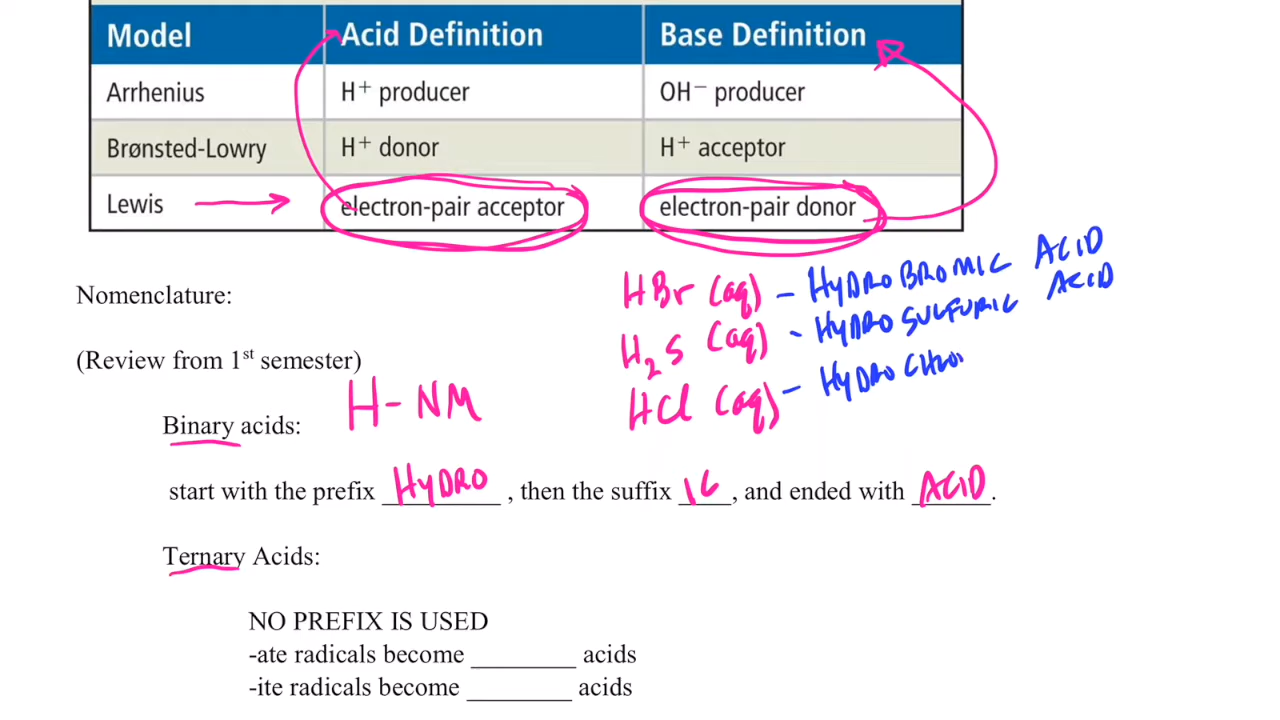 Model Acid Definition Base Definition
Arrhenius H⁺ producer OH⁻ producer
Brønsted-Lowry H⁺ donor H⁺ acceptor
Lewis electron-pair acceptor electron-pair donor
HBr (aq) – HYDROBROMIC ACID
Nomenclature:
H₂S (aq) - HYDROSULFURIC ACID
(Review from 1st semester)
HCl (aq) – HYDROCHLO
H-NM
Binary acids:
start with the prefix HYDRO, then the suffix IC, and ended with ACID.
Ternary Acids:
NO PREFIX IS USED
-ate radicals become ________ acids
-ite radicals become ________ acids